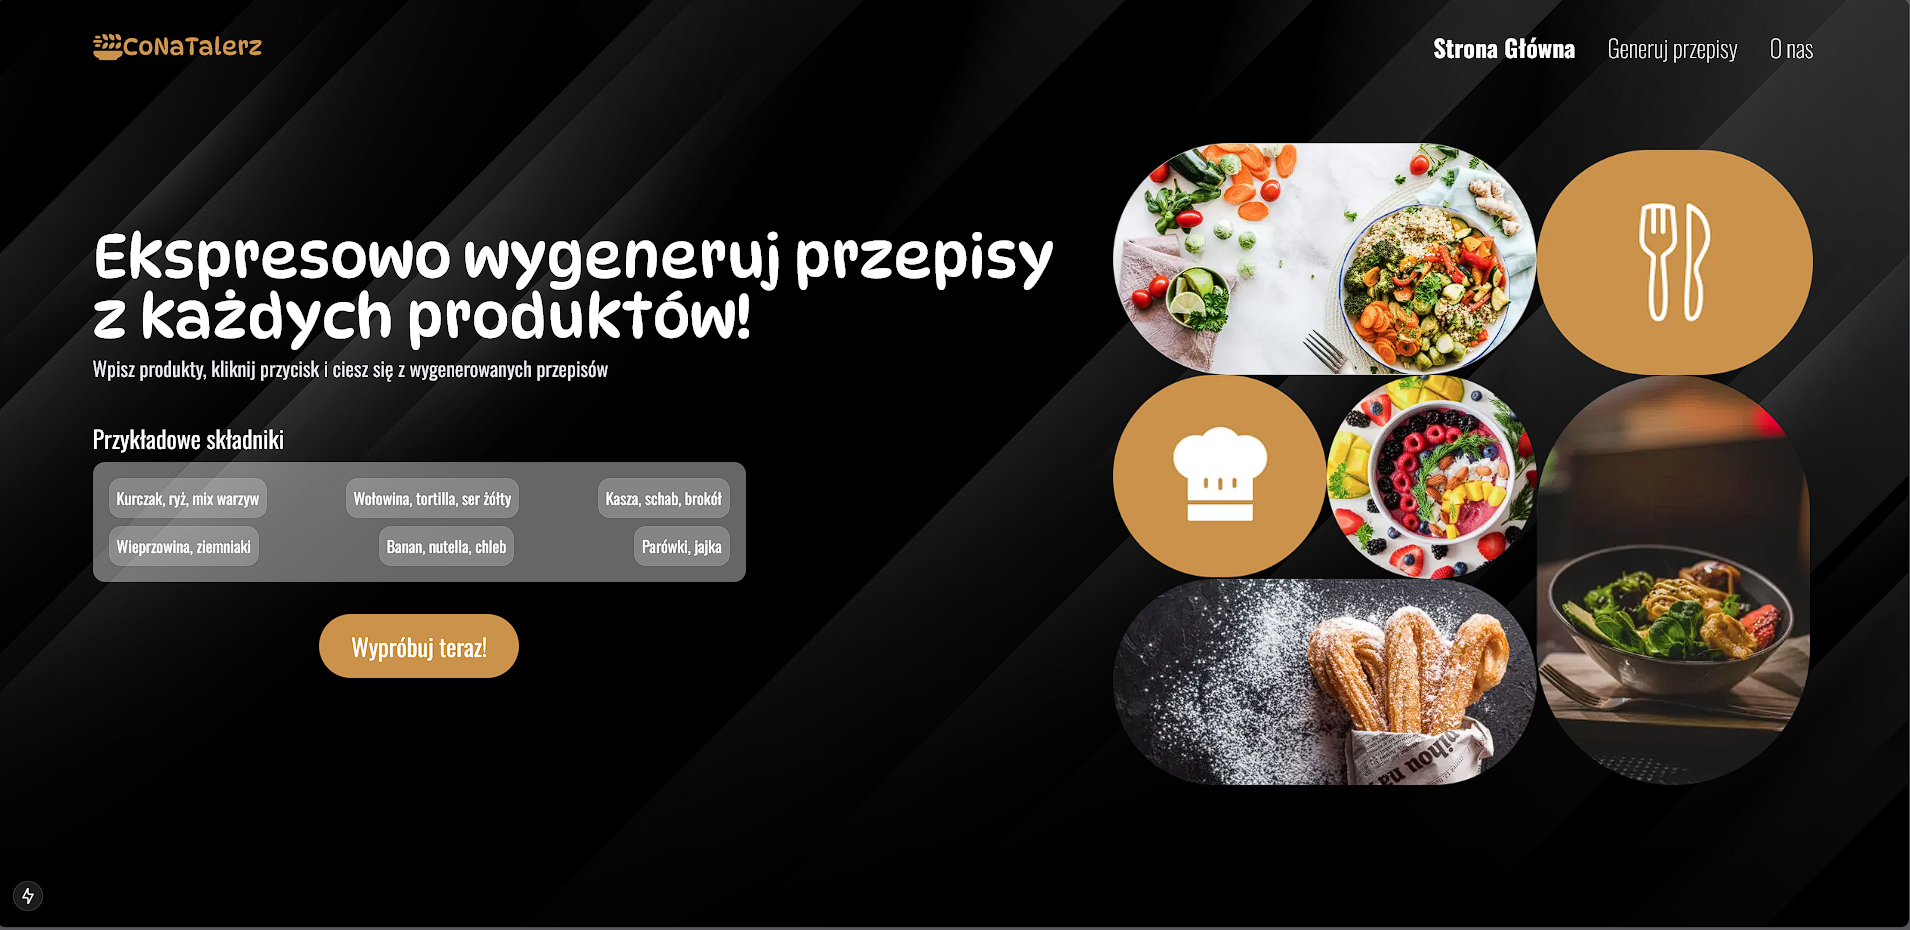 CoNaTalerz
Strona Główna
Generuj przepisy
O nas
Ekspresowo wygeneruj przepisy
z każdych produktów!
Wpisz produkty, kliknij przycisk i ciesz się z wygenerowanych przepisów
Przykładowe składniki
Kurczak, ryż, mix warzyw
Wołowina, tortilla, ser żółty
Kasza, schab, brokół
Wieprzowina, ziemniaki
Banan, nutella, chleb
Parówki, jajka
Wypróbuj teraz!